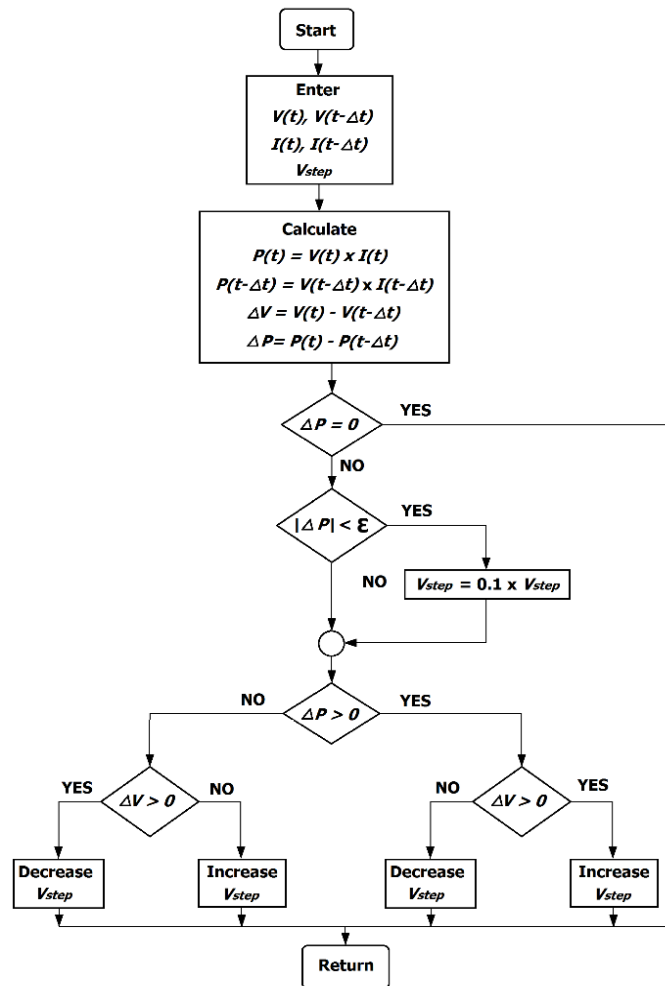 Start
Enter
V(t), V(t-Δt)
I(t), I(t-Δt)
Vstep
Calculate
P(t) = V(t) x I(t)
P(t-Δt) = V(t-Δt) x I(t-Δt)
ΔV = V(t) - V(t-Δt)
ΔP= P(t) - P(t-Δt)
ΔP = 0
YES
NO
|ΔP| < ε
YES
NO
Vstep = 0.1 x Vstep
NO
ΔP > 0
YES
YES
ΔV > 0
NO
NO
ΔV > 0
YES
Decrease
Vstep
Increase
Vstep
Decrease
Vstep
Increase
Vstep
Return